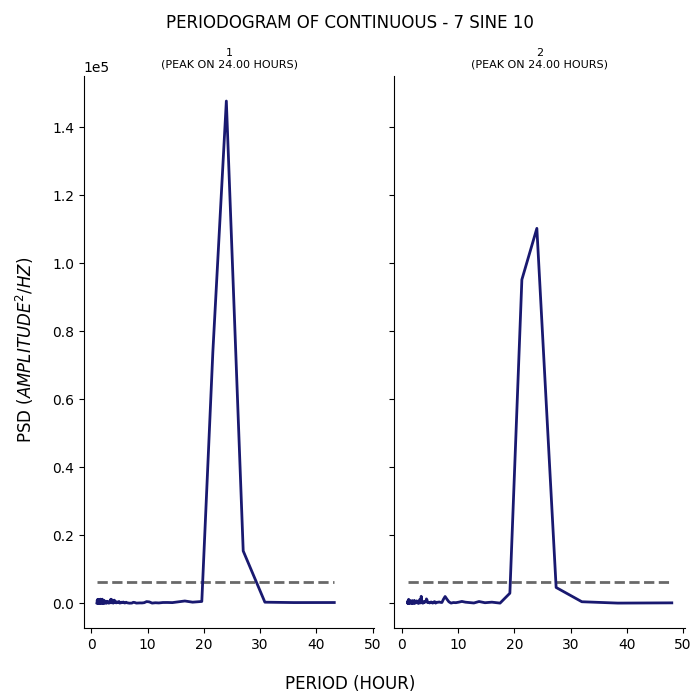 PERIODOGRAM OF CONTINUOUS - 7 SINE 10
1
(PEAK ON 24.00 HOURS)
2
(PEAK ON 24.00 HOURS)
1e5
1.4
1.2
1.0
0.8
0.6
0.4
0.2
0.0
PSD (AMPLITUDE²/HZ)
0 10 20 30 40 50
0 10 20 30 40 50
PERIOD (HOUR)